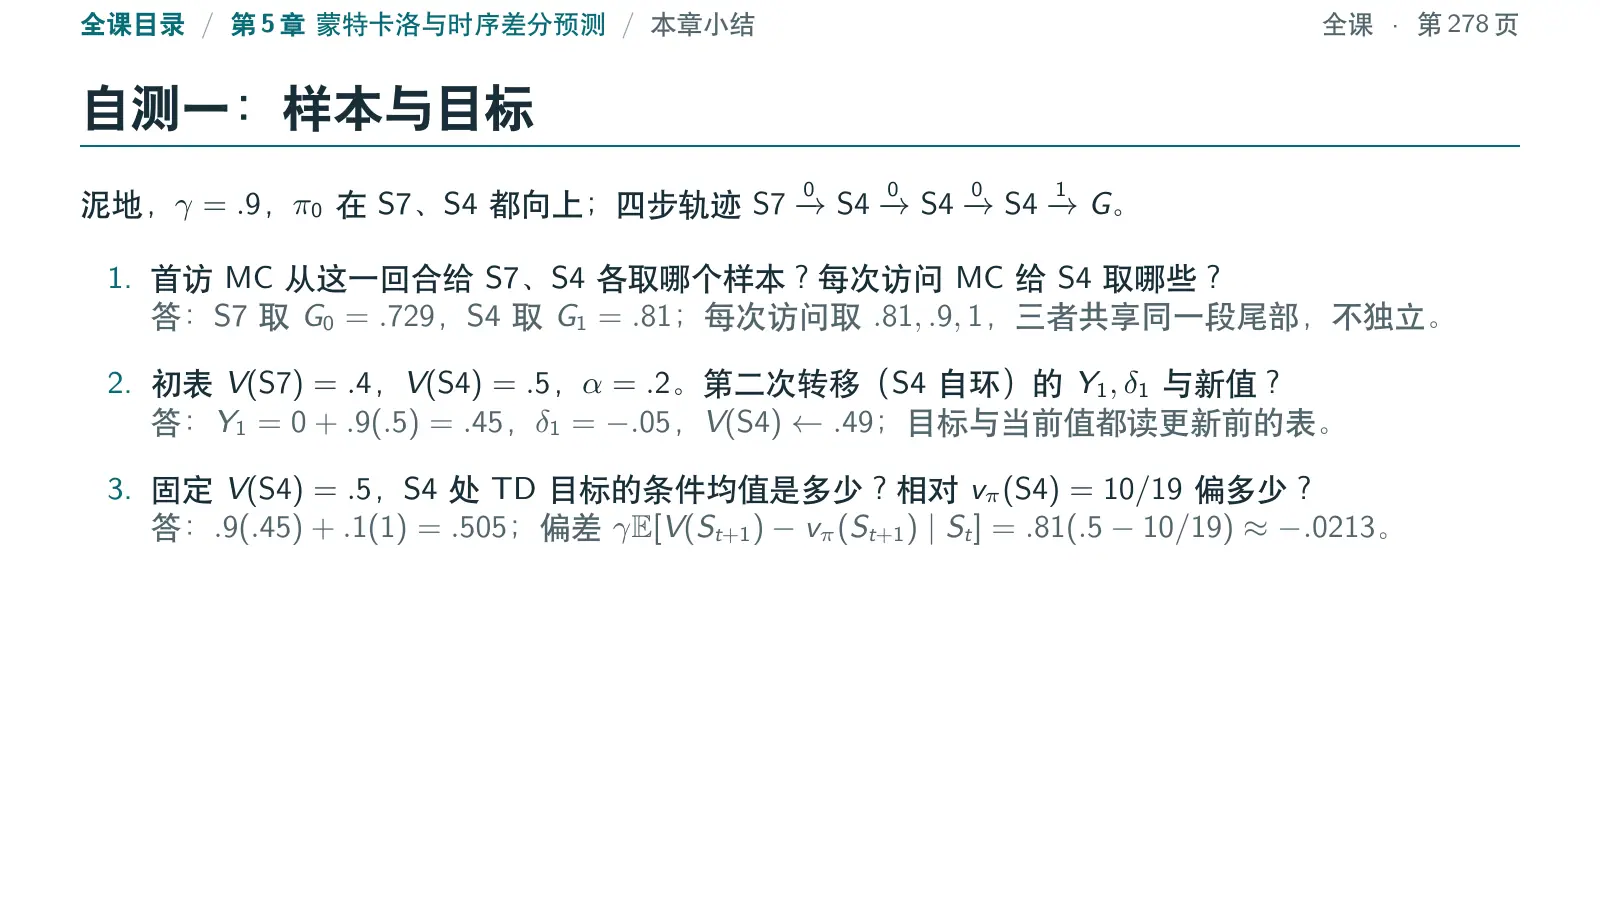 全课目录 / 第 5 章 蒙特卡洛与时序差分预测 / 本章小结
全课 · 第 278 页
自测一：样本与目标
泥地，γ = .9，π₀ 在 S7、S4 都向上；四步轨迹 S7 →⁰ S4 →⁰ S4 →⁰ S4 →¹ G。
1. 首访 MC 从这一回合给 S7、S4 各取哪个样本？每次访问 MC 给 S4 取哪些？
答：S7 取 G₀ = .729，S4 取 G₁ = .81；每次访问取 .81, .9, 1，三者共享同一段尾部，不独立。
2. 初表 V(S7) = .4，V(S4) = .5，α = .2。第二次转移（S4 自环）的 Y₁, δ₁ 与新值？
答：Y₁ = 0 + .9(.5) = .45，δ₁ = −.05，V(S4) ← .49；目标与当前值都读更新前的表。
3. 固定 V(S4) = .5，S4 处 TD 目标的条件均值是多少？相对 vπ(S4) = 10/19 偏多少？
答：.9(.45) + .1(1) = .505；偏差 γ𝔼[V(Sₜ₊₁) − vπ(Sₜ₊₁) | Sₜ] = .81(.5 − 10/19) ≈ −.0213。